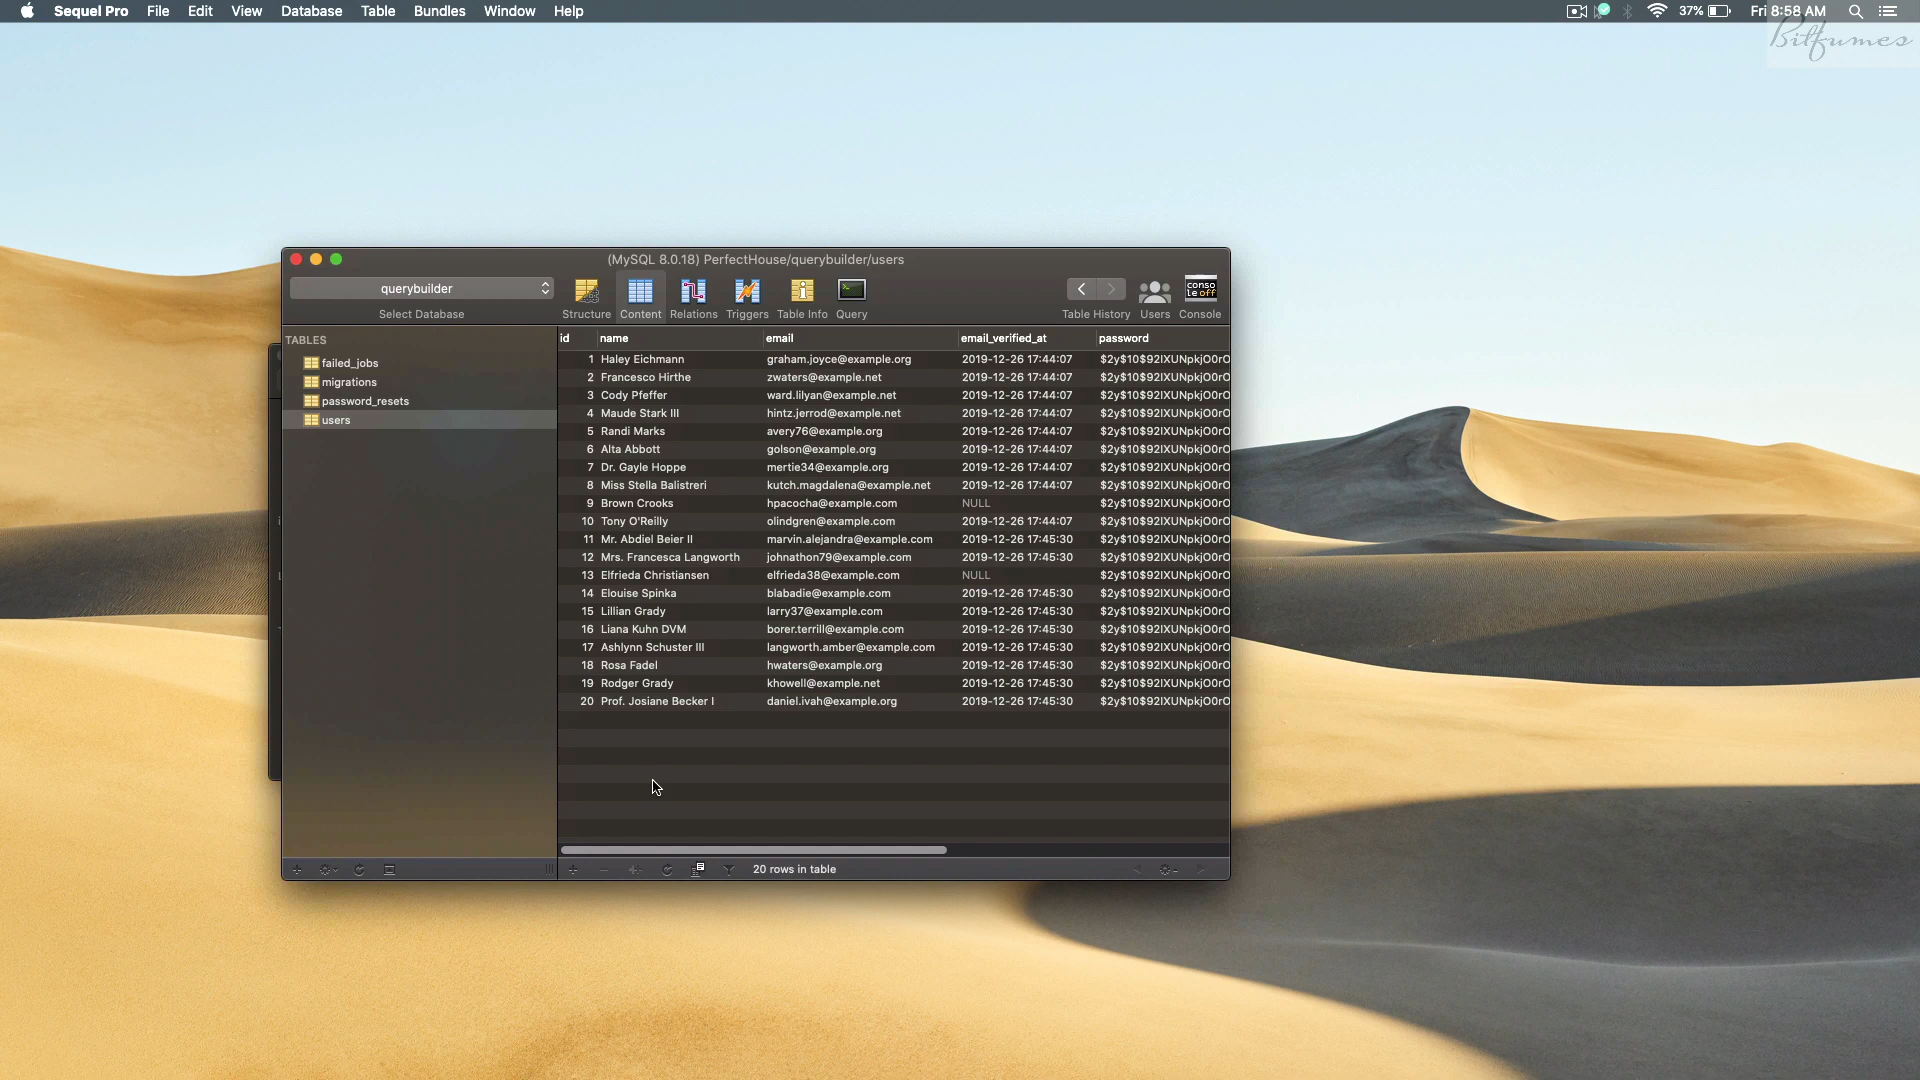 Sequel Pro File Edit View Database Table Bundles Window Help 37% Fri 8:58 AM
Bitfumes
(MySQL 8.0.18) PerfectHouse/querybuilder/users
querybuilder
Select Database Structure Content Relations Triggers Table Info Query Table History Users Console
conso
le off
TABLES
failed_jobs
migrations
password_resets
users
id name email email_verified_at password
1 Haley Eichmann graham.joyce@example.org 2019-12-26 17:44:07 $2y$10$92IXUNpkjO0rO
2 Francesco Hirthe zwaters@example.net 2019-12-26 17:44:07 $2y$10$92IXUNpkjO0rO
3 Cody Pfeffer ward.lilyan@example.net 2019-12-26 17:44:07 $2y$10$92IXUNpkjO0rO
4 Maude Stark III hintz.jerrod@example.net 2019-12-26 17:44:07 $2y$10$92IXUNpkjO0rO
5 Randi Marks avery76@example.org 2019-12-26 17:44:07 $2y$10$92IXUNpkjO0rO
6 Alta Abbott golson@example.org 2019-12-26 17:44:07 $2y$10$92IXUNpkjO0rO
7 Dr. Gayle Hoppe mertie34@example.org 2019-12-26 17:44:07 $2y$10$92IXUNpkjO0rO
8 Miss Stella Balistreri kutch.magdalena@example.net 2019-12-26 17:44:07 $2y$10$92IXUNpkjO0rO
9 Brown Crooks hpacocha@example.com NULL $2y$10$92IXUNpkjO0rO
10 Tony O'Reilly olindgren@example.com 2019-12-26 17:44:07 $2y$10$92IXUNpkjO0rO
11 Mr. Abdiel Beier II marvin.alejandra@example.com 2019-12-26 17:45:30 $2y$10$92IXUNpkjO0rO
12 Mrs. Francesca Langworth johnathon79@example.com 2019-12-26 17:45:30 $2y$10$92IXUNpkjO0rO
13 Elfrieda Christiansen elfrieda38@example.com NULL $2y$10$92IXUNpkjO0rO
14 Elouise Spinka blabadie@example.com 2019-12-26 17:45:30 $2y$10$92IXUNpkjO0rO
15 Lillian Grady larry37@example.com 2019-12-26 17:45:30 $2y$10$92IXUNpkjO0rO
16 Liana Kuhn DVM borer.terrill@example.com 2019-12-26 17:45:30 $2y$10$92IXUNpkjO0rO
17 Ashlynn Schuster III langworth.amber@example.com 2019-12-26 17:45:30 $2y$10$92IXUNpkjO0rO
18 Rosa Fadel hwaters@example.org 2019-12-26 17:45:30 $2y$10$92IXUNpkjO0rO
19 Rodger Grady khowell@example.net 2019-12-26 17:45:30 $2y$10$92IXUNpkjO0rO
20 Prof. Josiane Becker I daniel.ivah@example.org 2019-12-26 17:45:30 $2y$10$92IXUNpkjO0rO
20 rows in table